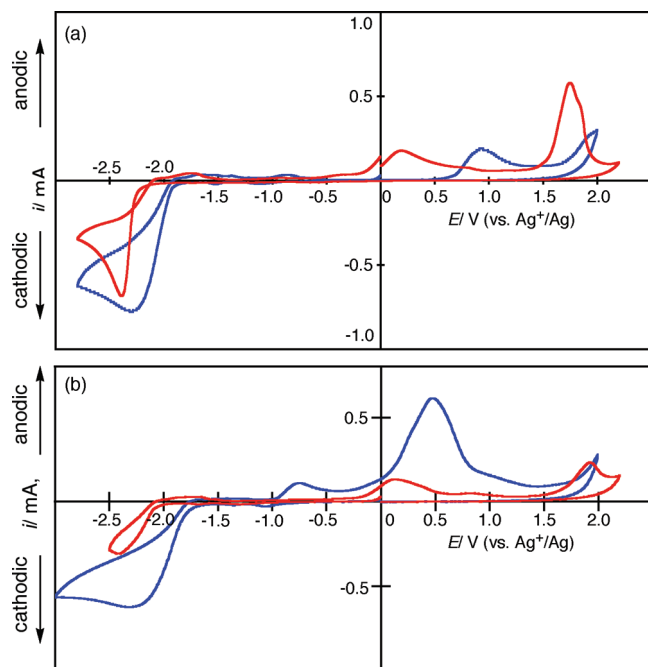 (a)
1.0
anodic
0.5
-2.5 -2.0
i/ mA
-1.5 -1.0 -0.5 0 0.5 1.0 1.5 2.0
E/ V (vs. Ag+/Ag)
cathodic
-0.5
-1.0
(b)
anodic
0.5
i/ mA,
-2.5 -2.0 -1.5 -1.0 -0.5 0 0.5 1.0 1.5 2.0
E/ V (vs. Ag+/Ag)
cathodic
-0.5